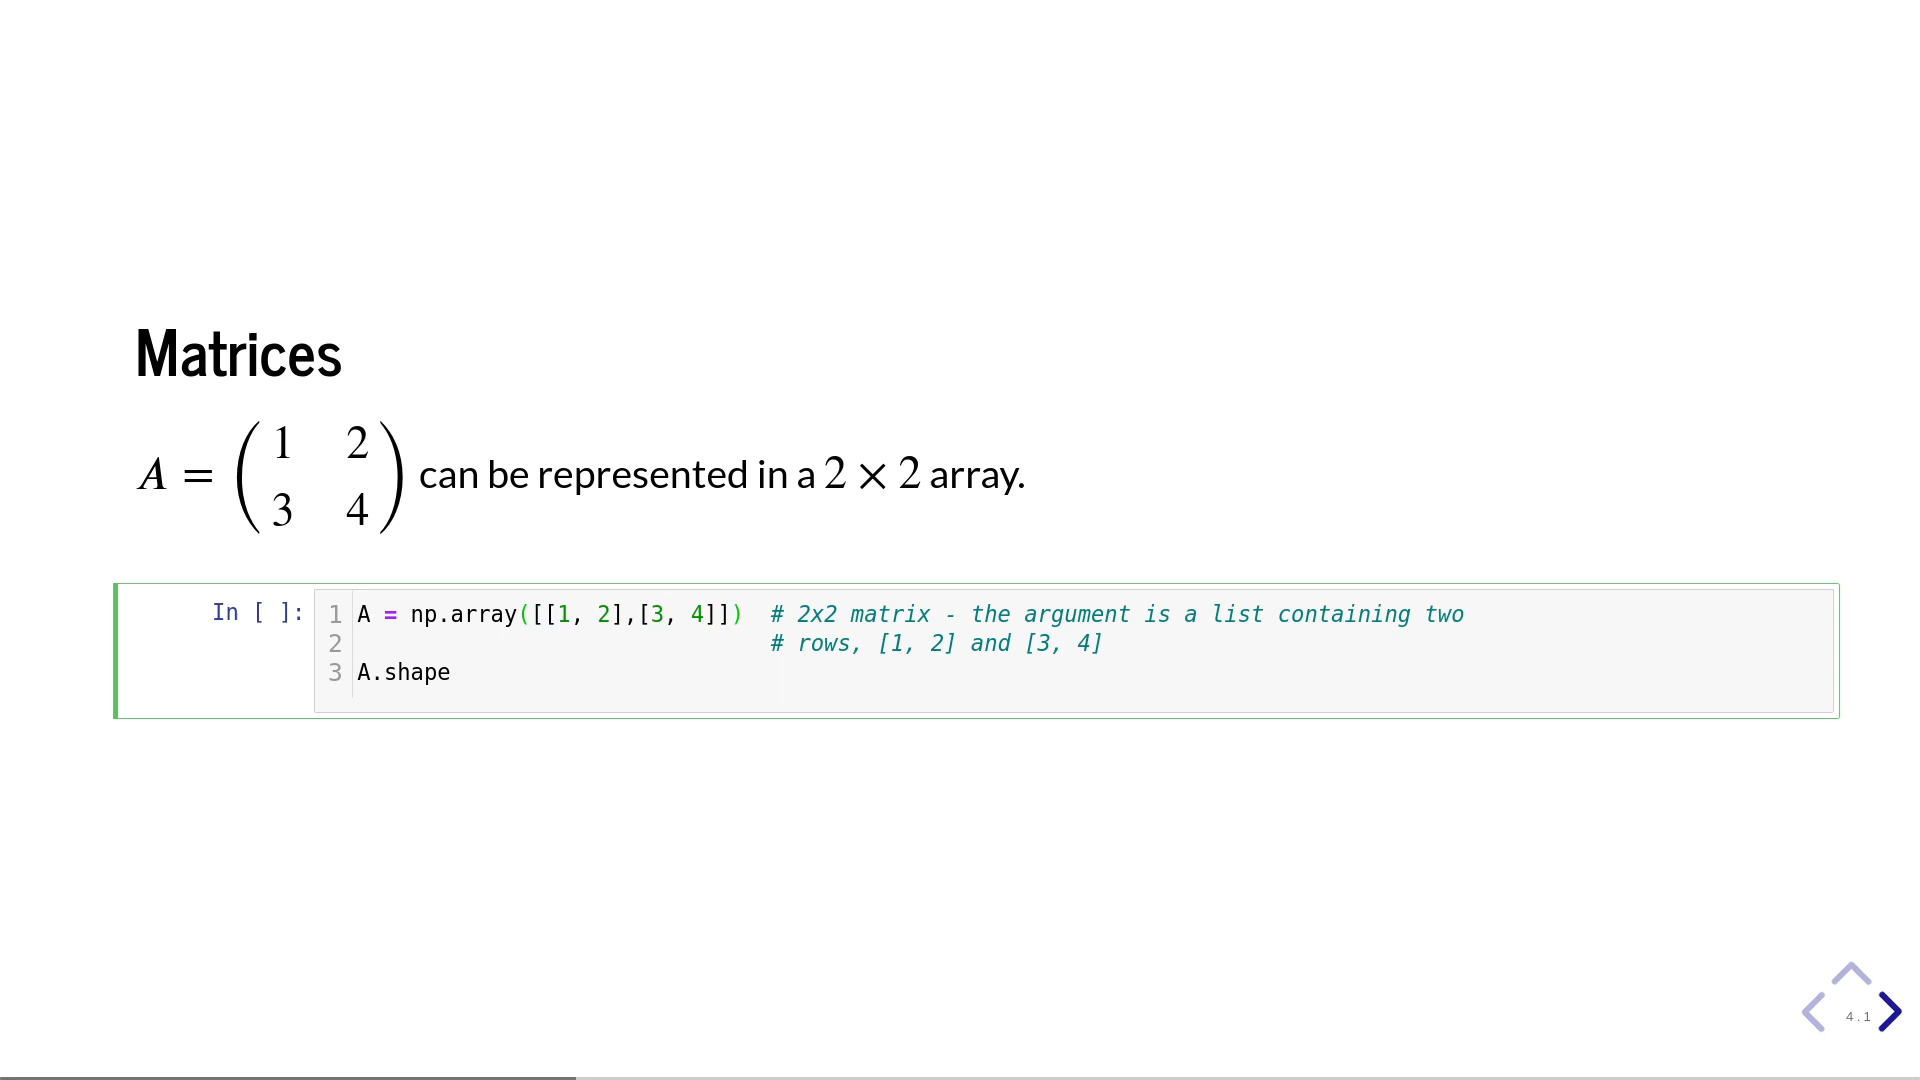 Matrices
A = ( 1 2
3 4 ) can be represented in a 2 × 2 array.
In [ ]: 1 A = np.array([[1, 2],[3, 4]])  # 2x2 matrix - the argument is a list containing two
2 # rows, [1, 2] and [3, 4]
3 A.shape
4.1